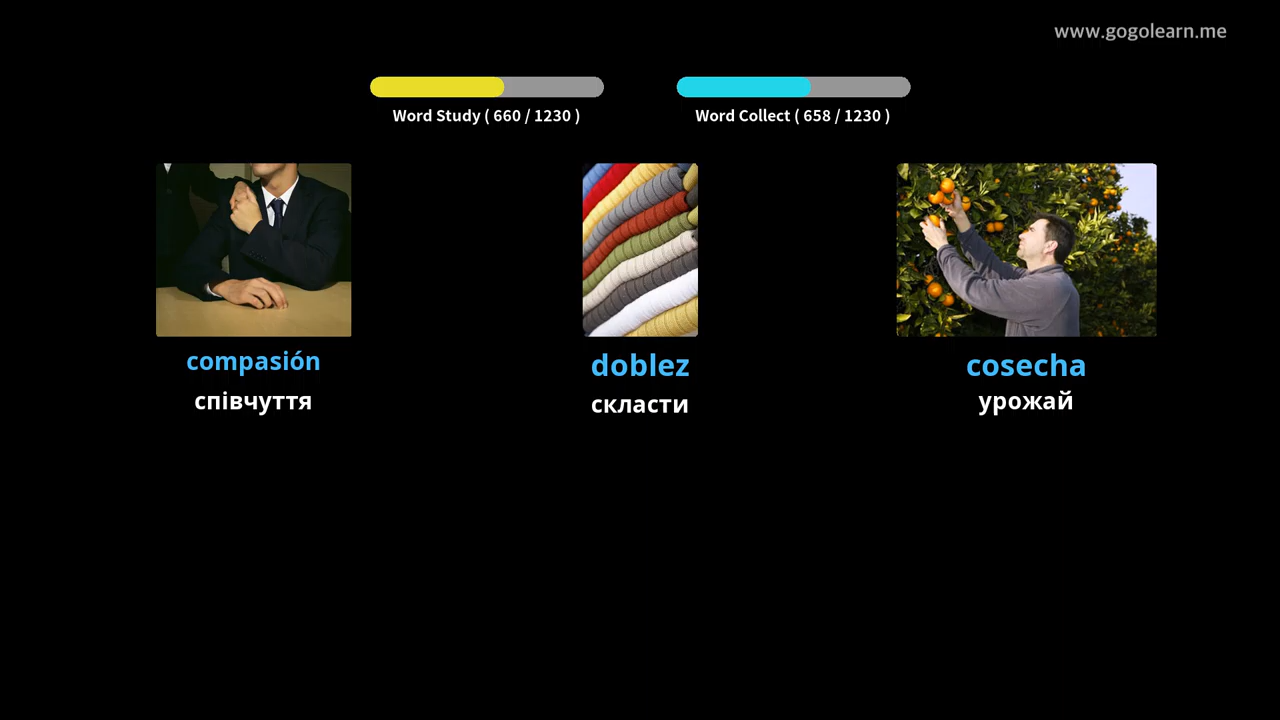 www.gogolearn.me
Word Study ( 660 / 1230 )
Word Collect ( 658 / 1230 )
compasión
співчуття
doblez
скласти
cosecha
урожай